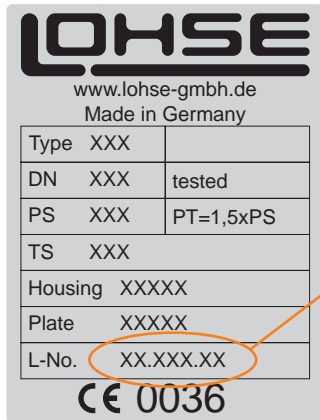 LOHSE
www.lohse-gmbh.de
Made in Germany
Type XXX
DN XXX tested
PS XXX PT=1,5xPS
TS XXX
Housing XXXXX
Plate XXXXX
L-No. XX.XXX.XX
CE 0036